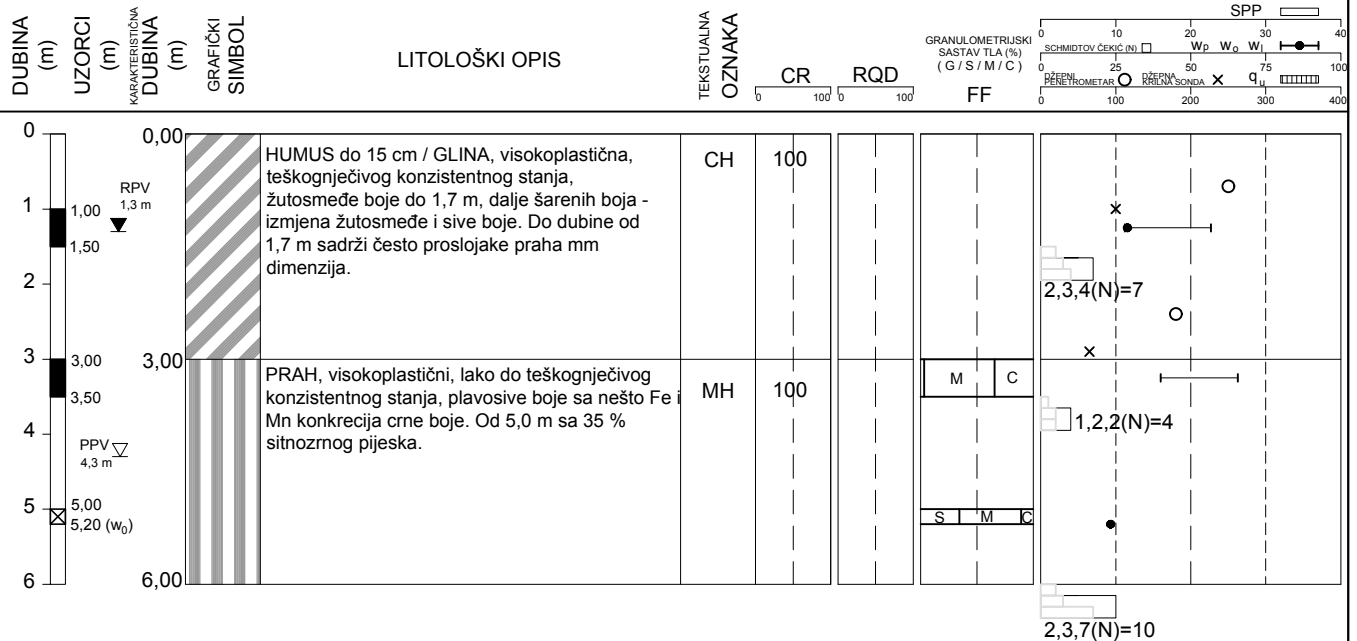 DUBINA
(m)
UZORCI
(m)
KARAKTERISTIČNA
DUBINA
(m)
GRAFIČKI
SIMBOL
LITOLOŠKI OPIS
TEKSTUALNA
OZNAKA
CR
0 100
RQD
0 100
GRANULOMETRIJSKI
SASTAV TLA (%)
( G / S / M / C )
FF
SPP
0 10 20 30 40
SCHMIDTOV ČEKIĆ (N) wp wo wl
0 25 50 75 100
DŽEPNI PENETROMETAR DŽEPNA KRILNA SONDA qu
0 100 200 300 400
0
1
2
3
4
5
6
RPV
1,3 m
1,00
1,50
3,00
3,50
PPV
4,3 m
5,00
5,20 (w0)
0,00
3,00
6,00
HUMUS do 15 cm / GLINA, visokoplastična,
teškognječivog konzistentnog stanja,
žutosmeđe boje do 1,7 m, dalje šarenih boja -
izmjena žutosmeđe i sive boje. Do dubine od
1,7 m sadrži često proslojake praha mm
dimenzija.
CH
100
2,3,4(N)=7
PRAH, visokoplastični, lako do teškognječivog
konzistentnog stanja, plavosive boje sa nešto Fe i
Mn konkrecija crne boje. Od 5,0 m sa 35 %
sitnozrnog pijeska.
MH
100
M C
1,2,2(N)=4
S M C
2,3,7(N)=10